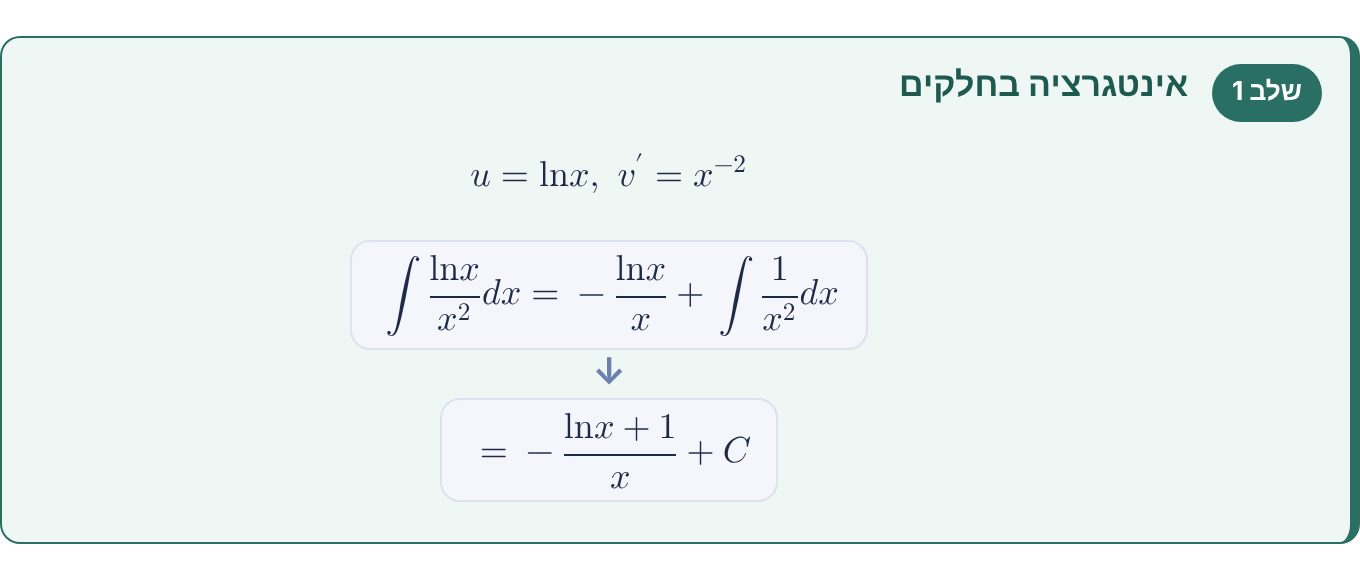 שלב 1 אינטגרציה בחלקים
u = lnx, v′ = x⁻²
∫ lnx/x² dx = − lnx/x + ∫ 1/x² dx
↓
= − (lnx + 1)/x + C